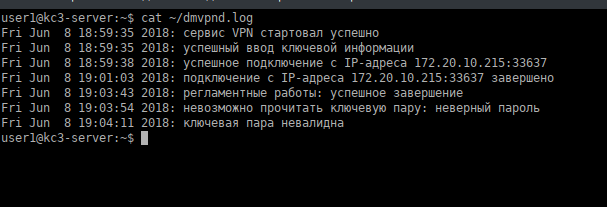 user1@kc3-server:~$ cat ~/dmvpnd.log
Fri Jun  8 18:59:35 2018: сервис VPN стартовал успешно
Fri Jun  8 18:59:35 2018: успешный ввод ключевой информации
Fri Jun  8 18:59:38 2018: успешное подключение с IP-адреса 172.20.10.215:33637
Fri Jun  8 19:01:03 2018: подключение с IP-адреса 172.20.10.215:33637 завершено
Fri Jun  8 19:03:43 2018: регламентные работы: успешное завершение
Fri Jun  8 19:03:54 2018: невозможно прочитать ключевую пару: неверный пароль
Fri Jun  8 19:04:11 2018: ключевая пара невалидна
user1@kc3-server:~$